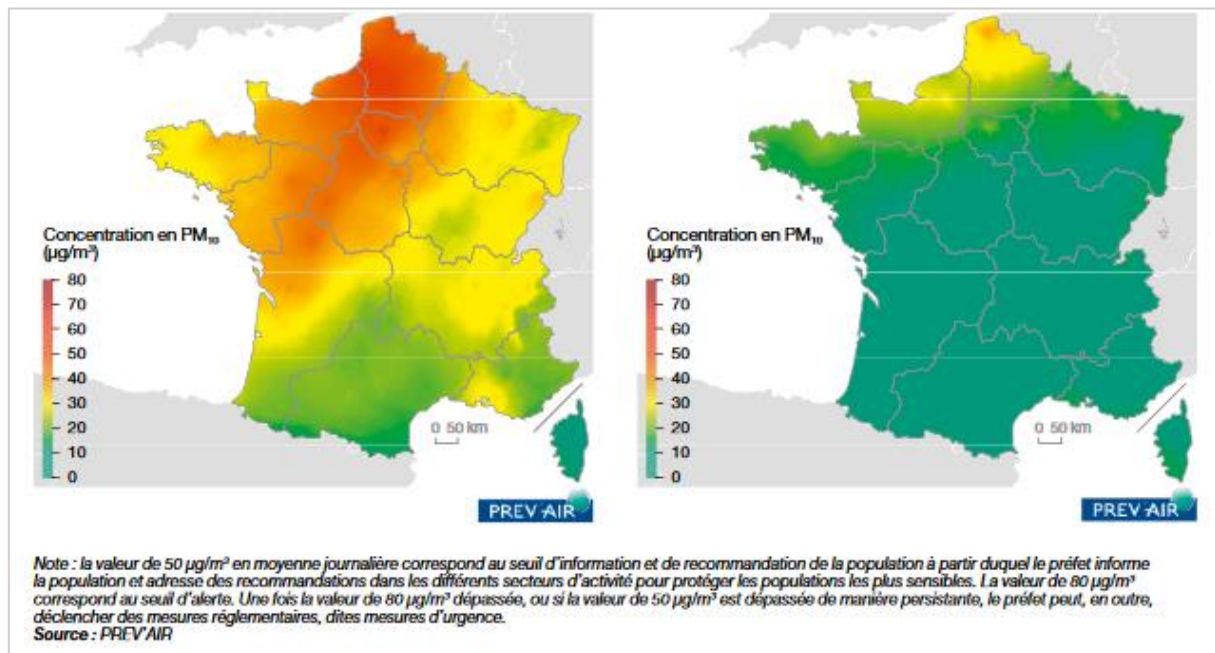 Concentration en PM₁₀
(µg/m³)
80
70
60
50
40
30
20
10
0
0 50 km
PREV'AIR
Concentration en PM₁₀
(µg/m³)
80
70
60
50
40
30
20
10
0
0 50 km
PREV'AIR
Note : la valeur de 50 µg/m³ en moyenne journalière correspond au seuil d'information et de recommandation de la population à partir duquel le préfet informe
la population et adresse des recommandations dans les différents secteurs d'activité pour protéger les populations les plus sensibles. La valeur de 80 µg/m³
correspond au seuil d'alerte. Une fois la valeur de 80 µg/m³ dépassée, ou si la valeur de 50 µg/m³ est dépassée de manière persistante, le préfet peut, en outre,
déclencher des mesures réglementaires, dites mesures d'urgence.
Source : PREV'AIR